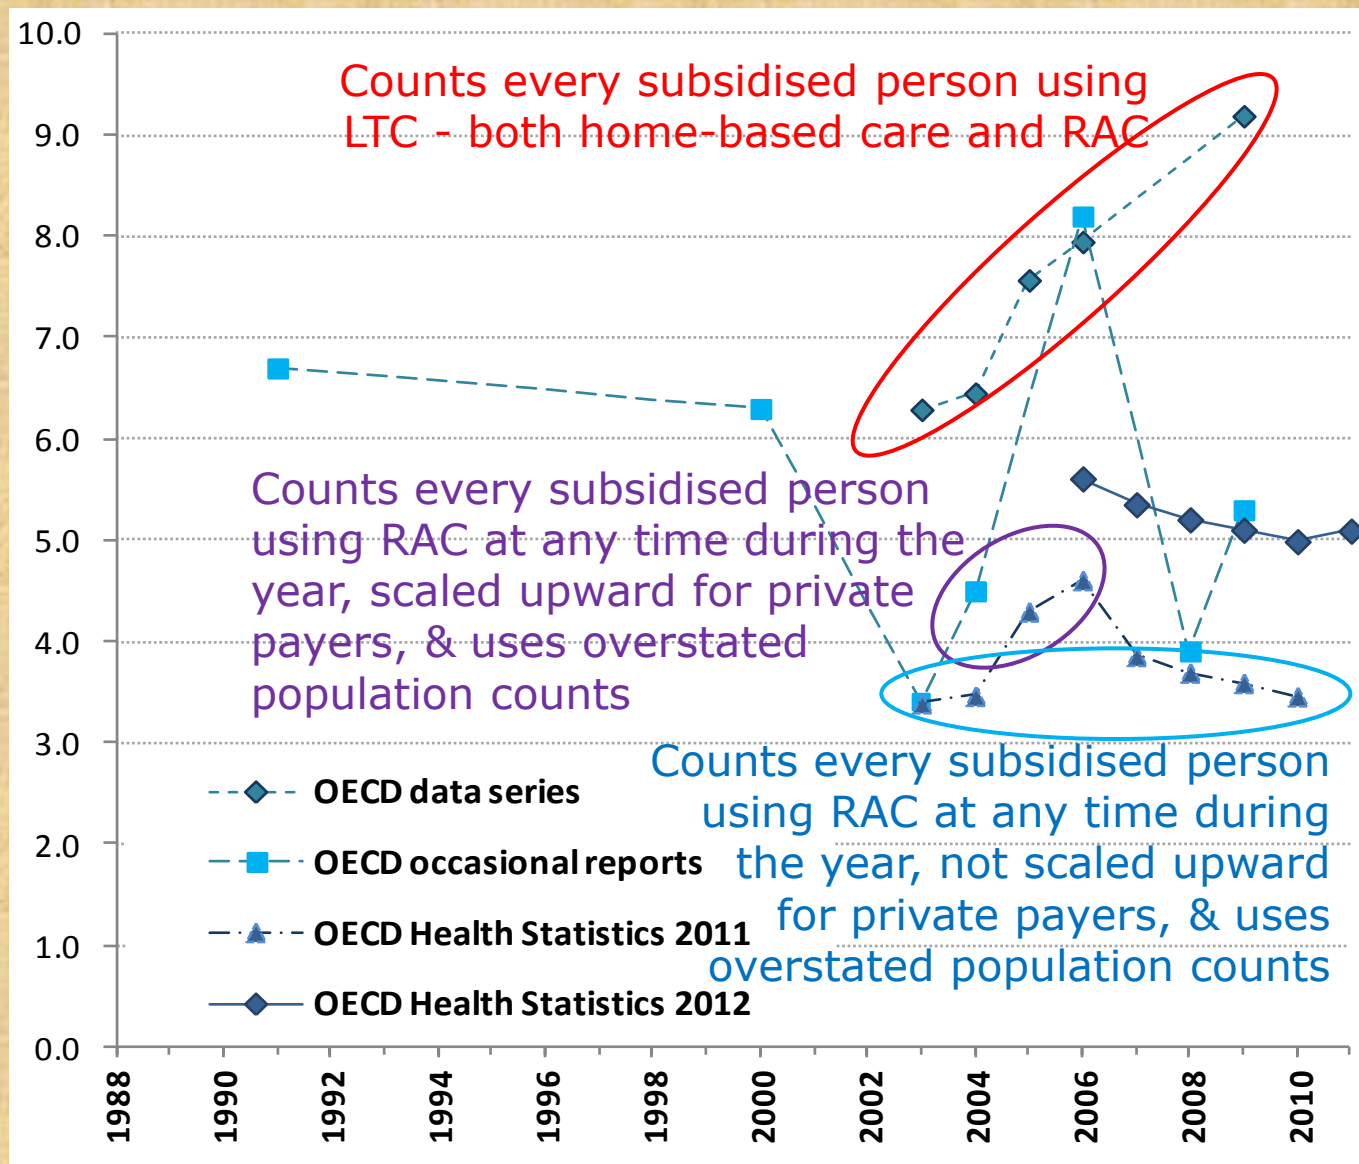 10.0
Counts every subsidised person using
LTC - both home-based care and RAC
9.0
8.0
7.0
6.0
Counts every subsidised person
using RAC at any time during the
year, scaled upward for private
payers, & uses overstated
population counts
5.0
4.0
3.0
Counts every subsidised person
using RAC at any time during
the year, not scaled upward
for private payers, & uses
overstated population counts
OECD data series
OECD occasional reports
OECD Health Statistics 2011
OECD Health Statistics 2012
2.0
1.0
0.0
1988
1990
1992
1994
1996
1998
2000
2002
2004
2006
2008
2010